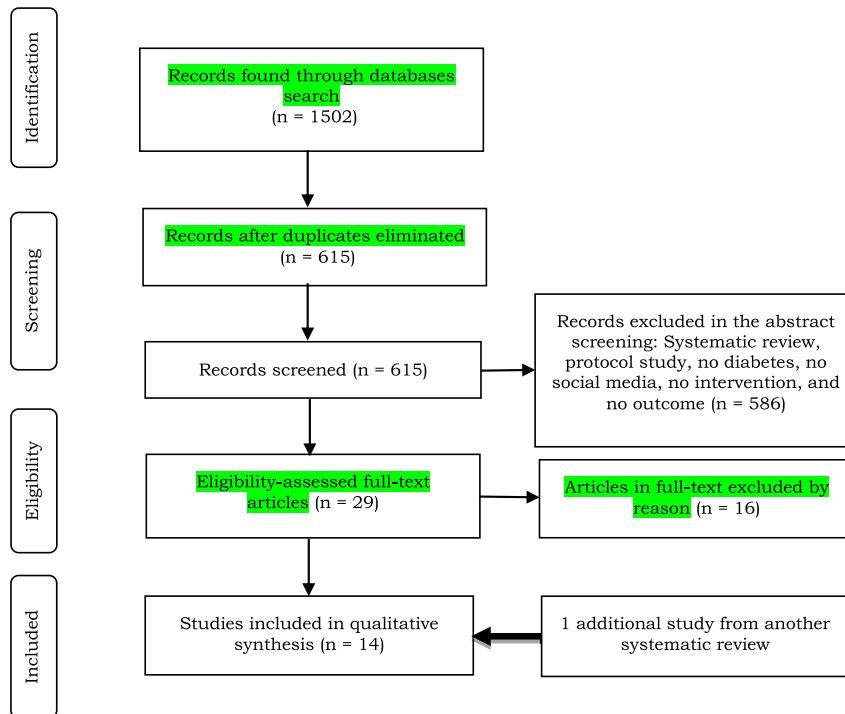 Identification
Records found through databases
search
(n = 1502)
Screening
Records after duplicates eliminated
(n = 615)
Records screened (n = 615)
Records excluded in the abstract
screening: Systematic review,
protocol study, no diabetes, no
social media, no intervention, and
no outcome (n = 586)
Eligibility
Eligibility-assessed full-text
articles (n = 29)
Articles in full-text excluded by
reason (n = 16)
Included
Studies included in qualitative
synthesis (n = 14)
1 additional study from another
systematic review